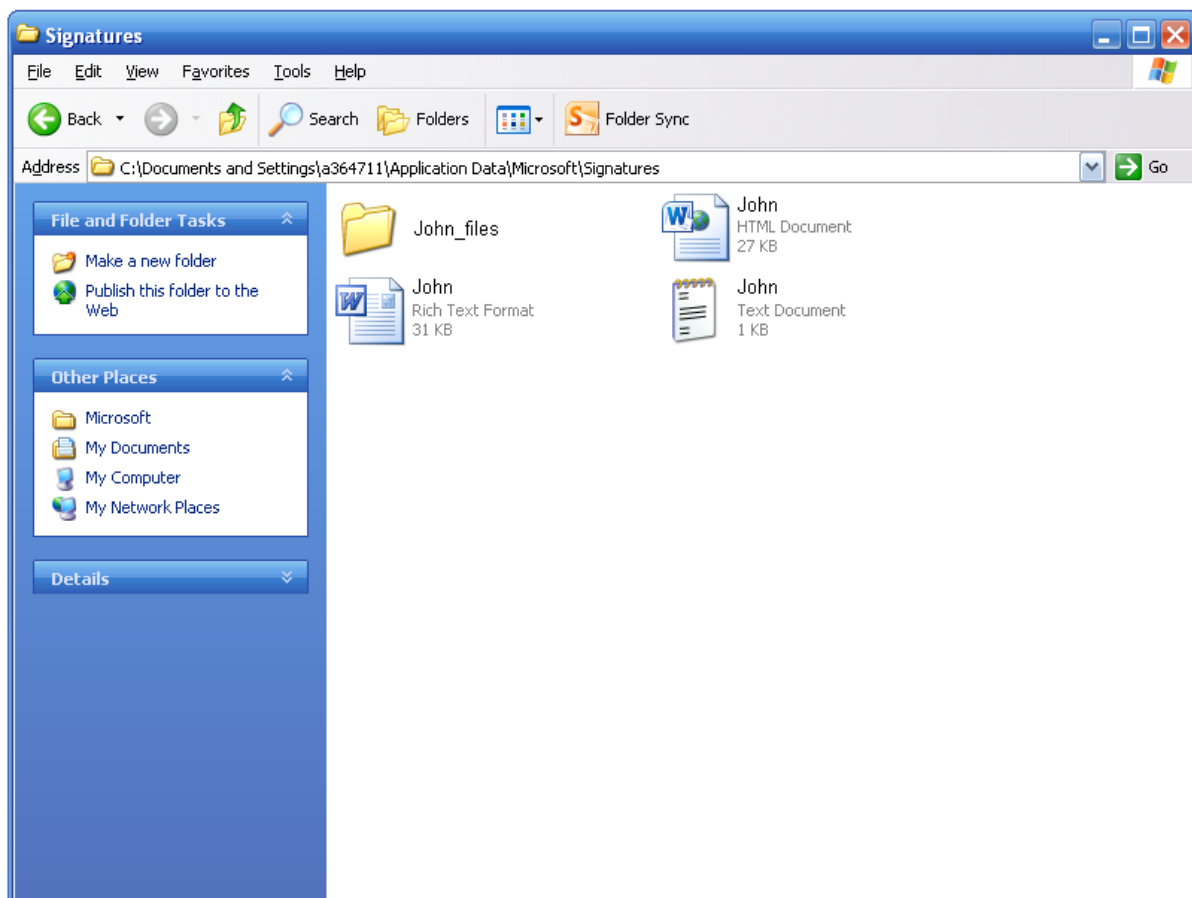 Signatures
File Edit View Favorites Tools Help
Back Search Folders Folder Sync
Address C:\Documents and Settings\a364711\Application Data\Microsoft\Signatures Go
File and Folder Tasks
Make a new folder
Publish this folder to the
Web
Other Places
Microsoft
My Documents
My Computer
My Network Places
Details
John_files
John
HTML Document
27 KB
John
Rich Text Format
31 KB
John
Text Document
1 KB